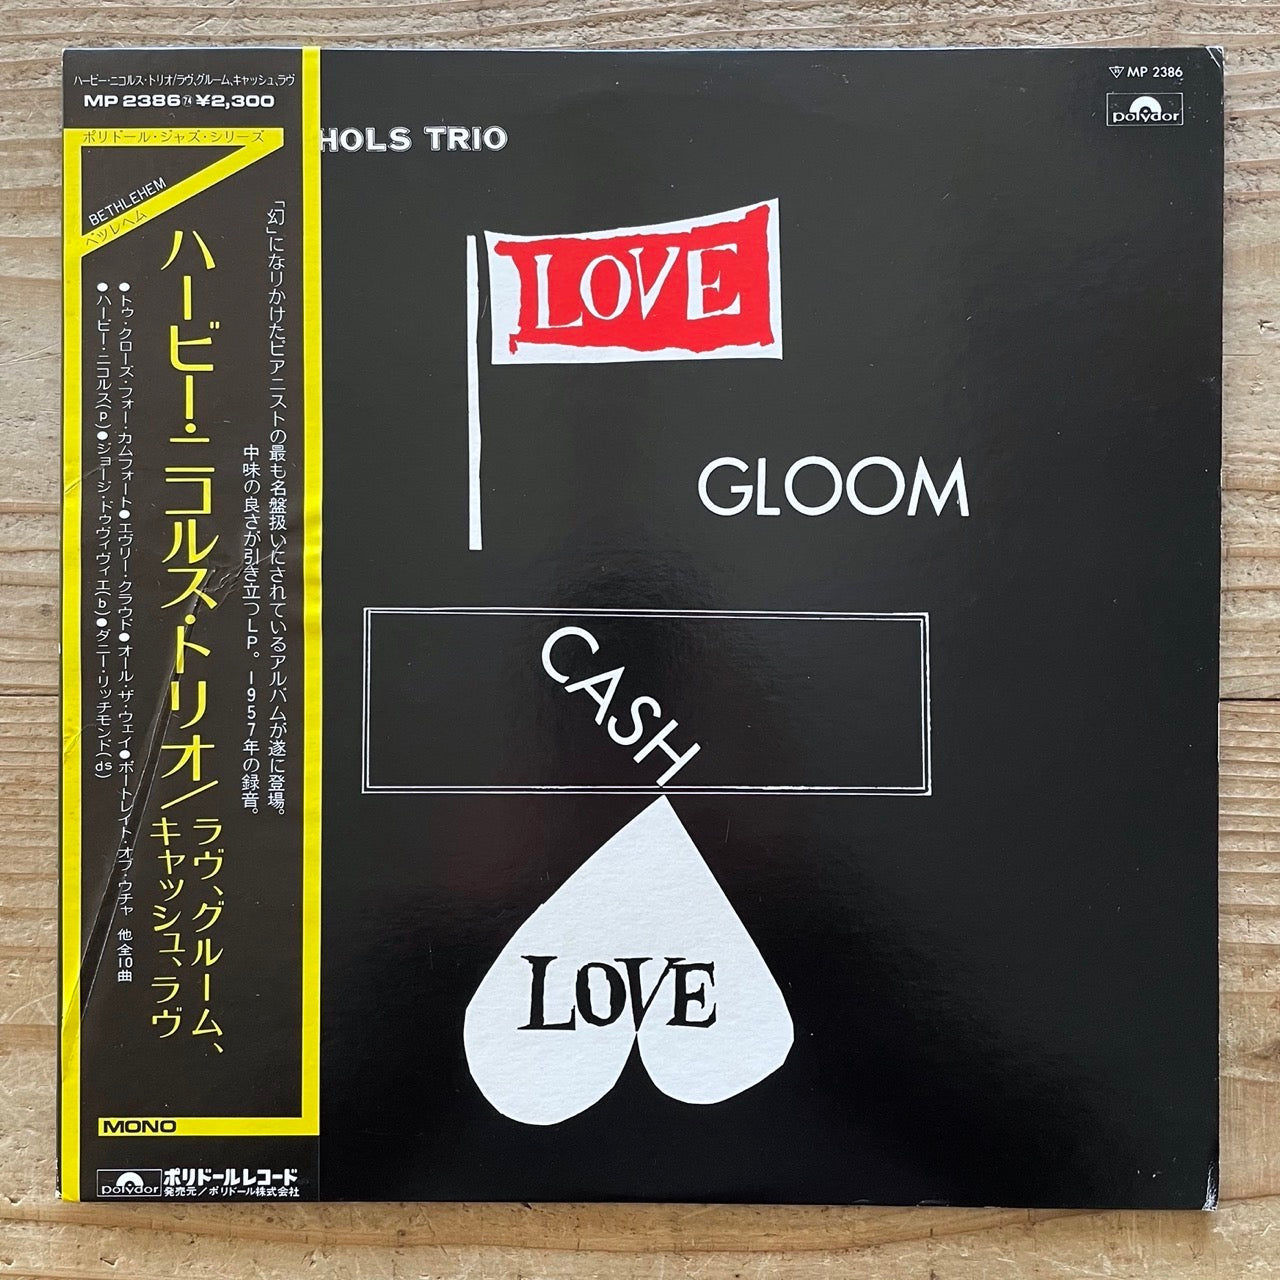 ハービー・ニコルス・トリオ/ラヴ、グルーム、キャッシュ、ラヴ
MP 2386 74 ¥2,300
ポリドール・ジャズ・シリーズ
BETHLEHEM
ベツレヘム
「幻」になりかけたピアニストの最も名盤扱いにされているアルバムが遂に登場。
中味の良さが引き立つLP。1957年の録音。
ハービー・ニコルス・トリオ/ラヴ、グルーム、
キャッシュ、ラヴ
●トゥ・クローズ・フォー・カムフォート●エヴリー・クラウド●オール・ザ・ウェイ●ポートレイト・オブ・ウチャ 他 全10曲
●ハービー・ニコルス(p)●ジョージ・ドゥヴィヴィエ(b)●ダニー・リッチモンド(ds)
MONO
polydor
ポリドールレコード
発売元/ポリドール株式会社
HOLS TRIO
MP 2386
polydor
LOVE
GLOOM
CASH
LOVE